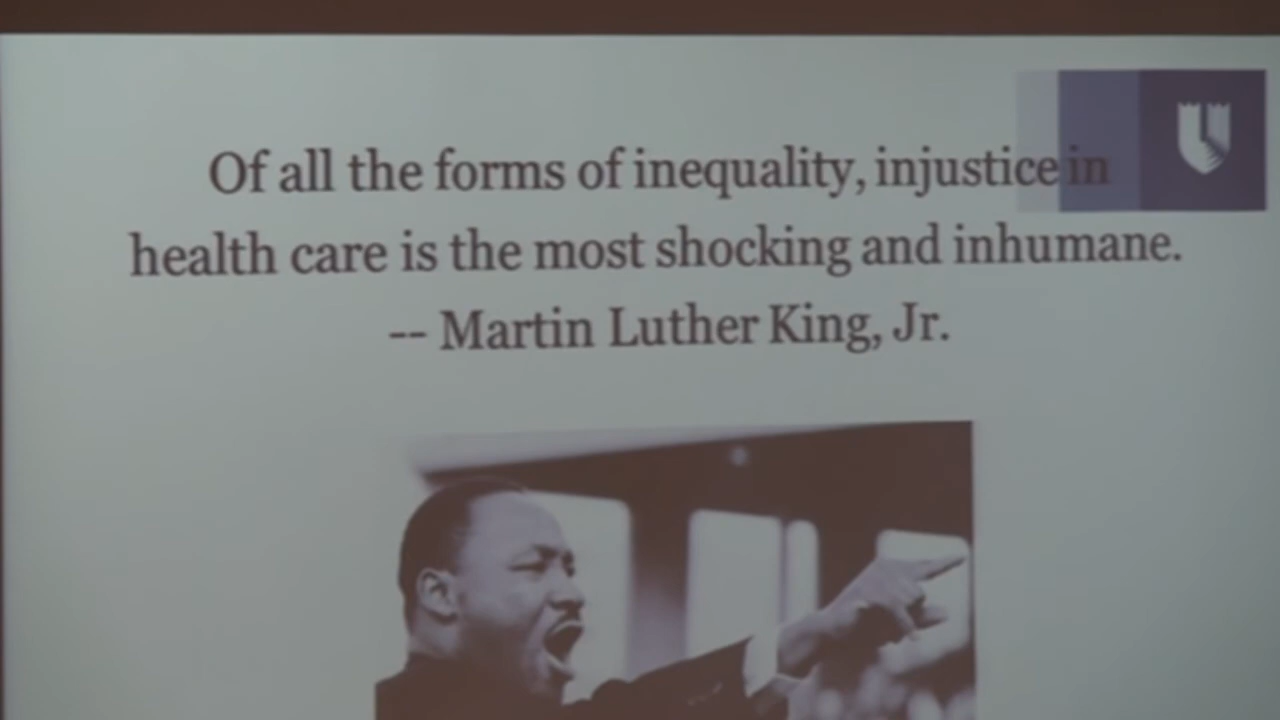 Of all the forms of inequality, injustice in
health care is the most shocking and inhumane.
-- Martin Luther King, Jr.